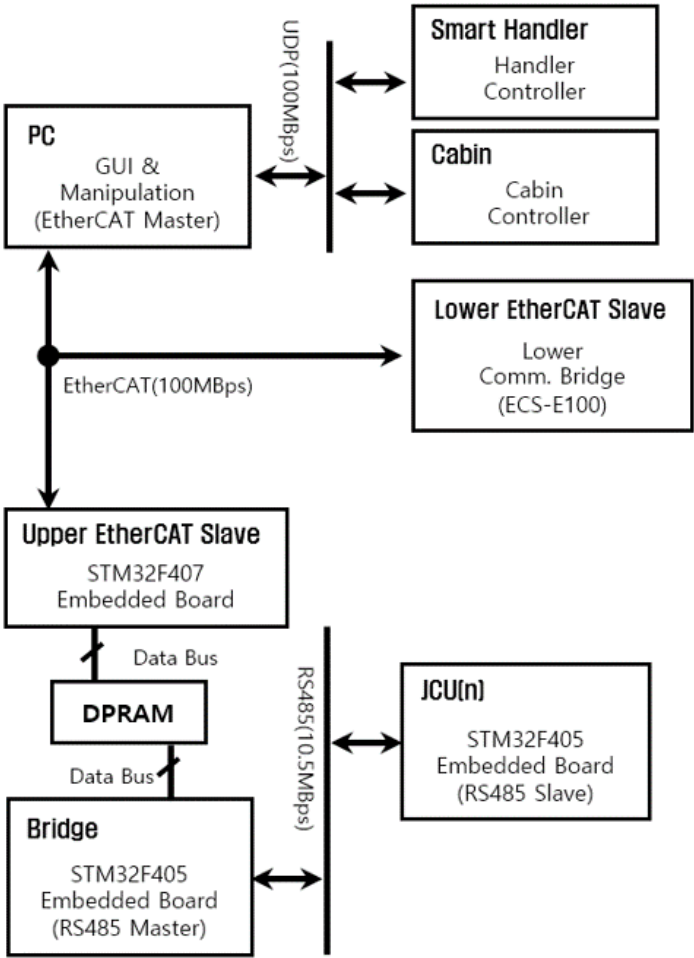 Smart Handler
Handler
Controller
UDP(100MBps)
PC
GUI &
Manipulation
(EtherCAT Master)
Cabin
Cabin
Controller
Lower EtherCAT Slave
Lower
Comm. Bridge
(ECS-E100)
EtherCAT(100MBps)
Upper EtherCAT Slave
STM32F407
Embedded Board
Data Bus
DPRAM
Data Bus
RS485(10.5MBps)
JCU(n)
STM32F405
Embedded Board
(RS485 Slave)
Bridge
STM32F405
Embedded Board
(RS485 Master)